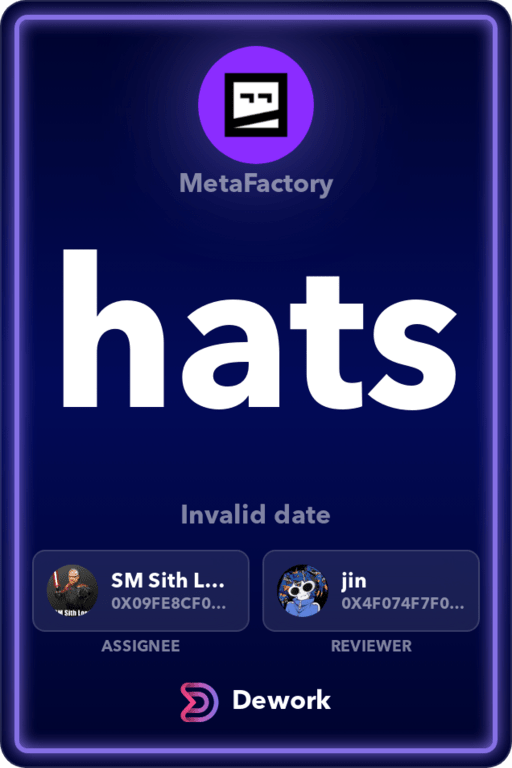 MetaFactory
hats
Invalid date
SM Sith L...
0X09FE8CF0...
ASSIGNEE
jin
0X4F074F7F0...
REVIEWER
Dework